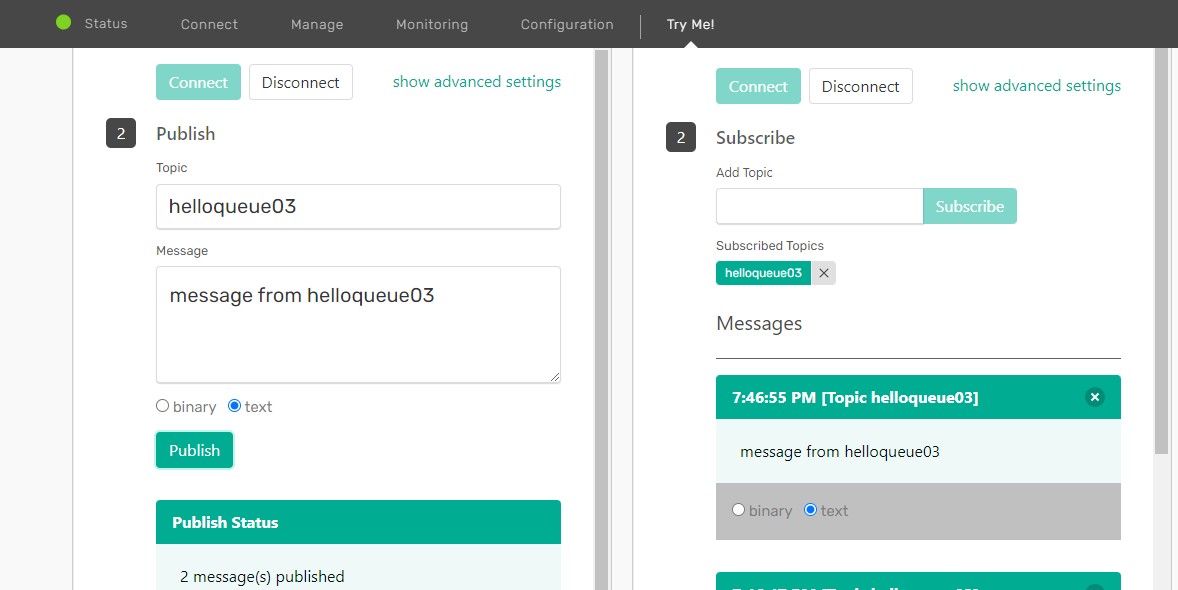 Status Connect Manage Monitoring Configuration Try Me!
Connect Disconnect show advanced settings
2 Publish
Topic
helloqueue03
Message
message from helloqueue03
binary text
Publish
Publish Status
2 message(s) published
Connect Disconnect show advanced settings
2 Subscribe
Add Topic
Subscribe
Subscribed Topics
helloqueue03
Messages
7:46:55 PM [Topic helloqueue03]
message from helloqueue03
binary text